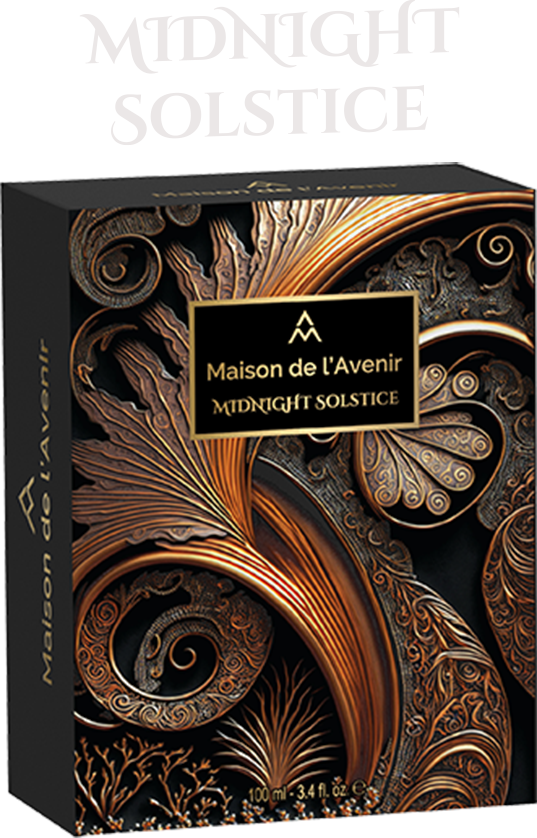 MIDNIGHT
SOLSTICE
Maison de l'Avenir
Maison de l'Avenir
Maison de l'Avenir
MIDNIGHT SOLSTICE
100 ml - 3.4 fl. oz. ℮